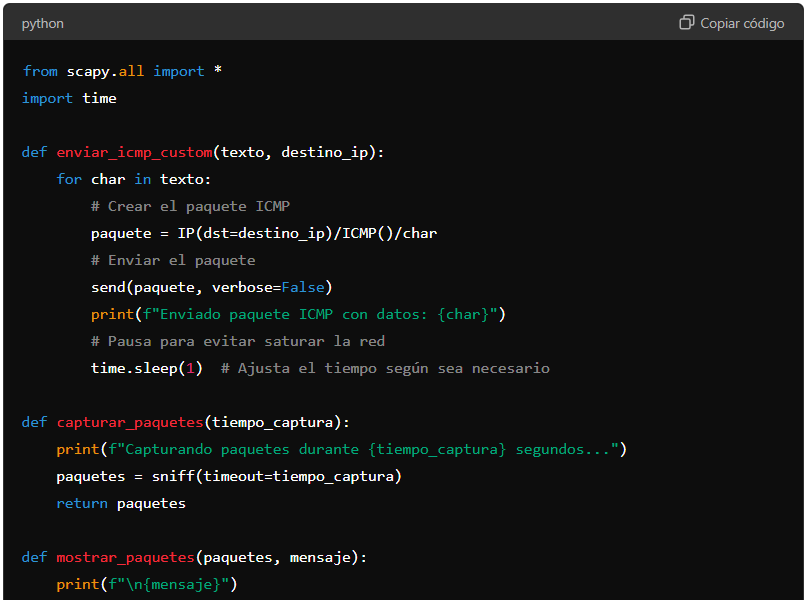 python
Copiar código
from scapy.all import *
import time
def enviar_icmp_custom(texto, destino_ip):
    for char in texto:
        # Crear el paquete ICMP
        paquete = IP(dst=destino_ip)/ICMP()/char
        # Enviar el paquete
        send(paquete, verbose=False)
        print(f"Enviado paquete ICMP con datos: {char}")
        # Pausa para evitar saturar la red
        time.sleep(1)  # Ajusta el tiempo según sea necesario
def capturar_paquetes(tiempo_captura):
    print(f"Capturando paquetes durante {tiempo_captura} segundos...")
    paquetes = sniff(timeout=tiempo_captura)
    return paquetes
def mostrar_paquetes(paquetes, mensaje):
    print(f"\n{mensaje}")